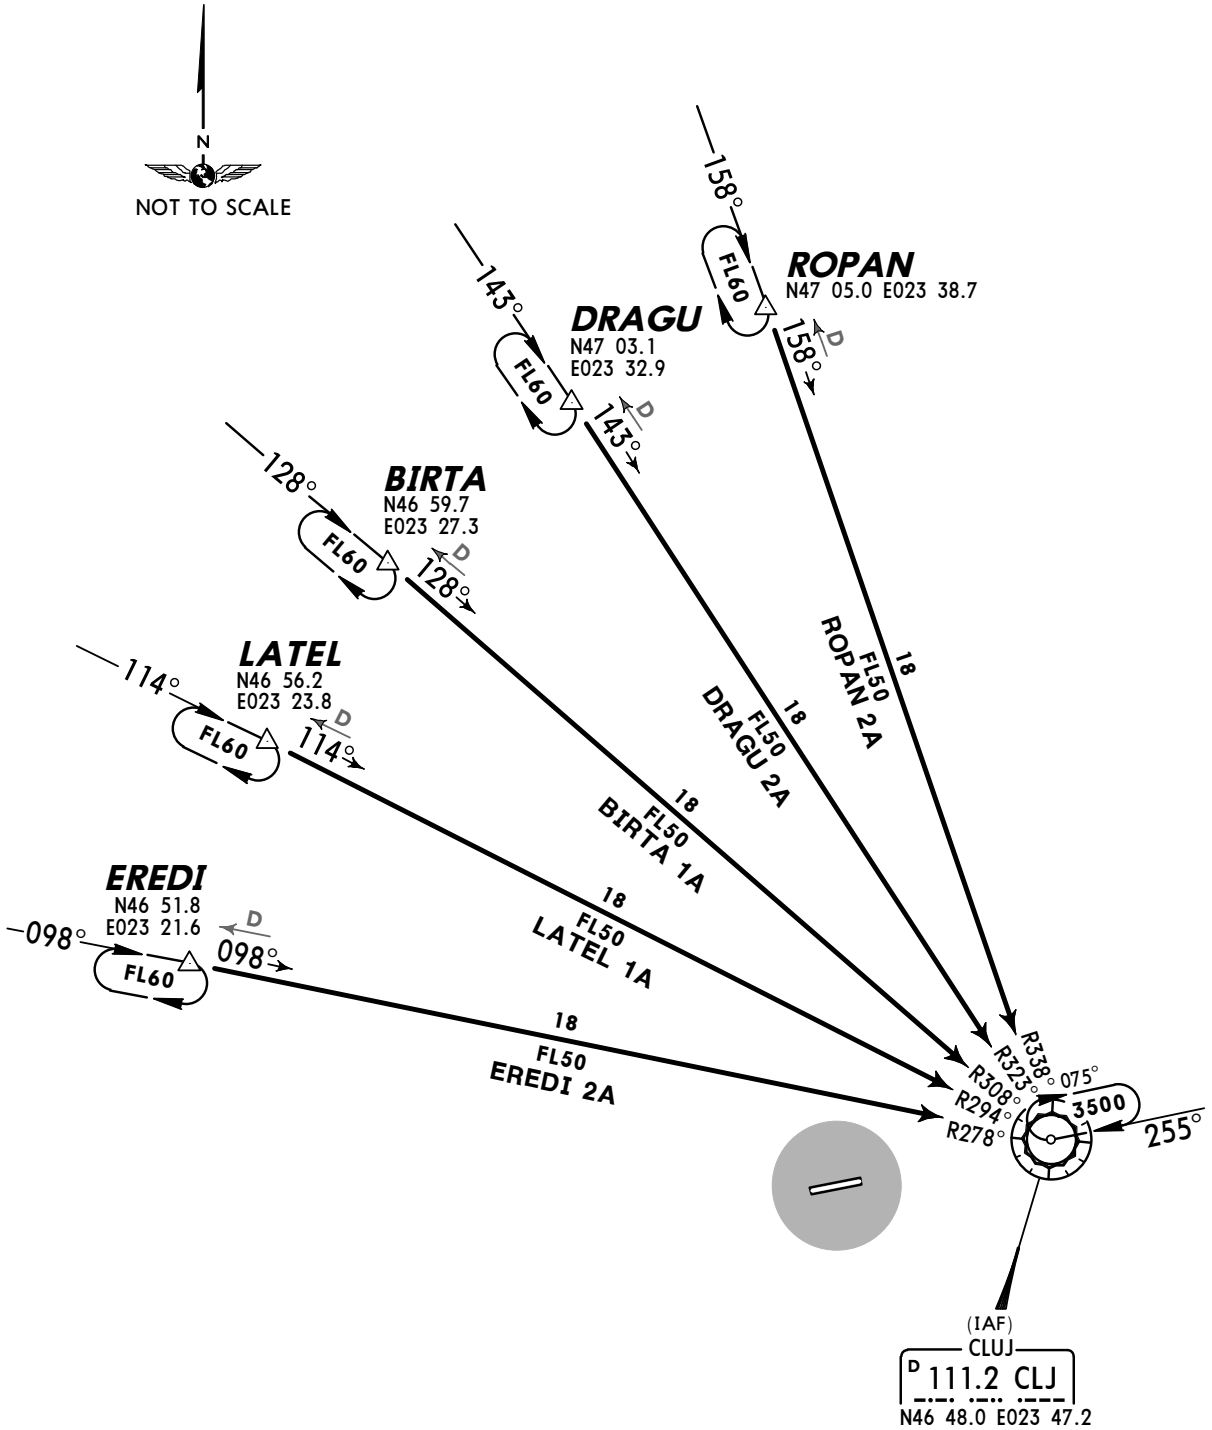 N
NOT TO SCALE
158°
FL60
ROPAN
N47 05.0 E023 38.7
D
158°
143°
FL60
DRAGU
N47 03.1
E023 32.9
D
143°
128°
FL60
BIRTA
N46 59.7
E023 27.3
D
128°
114°
FL60
LATEL
N46 56.2
E023 23.8
D
114°
098°
FL60
EREDI
N46 51.8
E023 21.6
D
098°
18
FL50
ROPAN 2A
18
FL50
DRAGU 2A
18
FL50
BIRTA 1A
18
FL50
LATEL 1A
18
FL50
EREDI 2A
R338°
R323°
R308°
R294°
R278°
075°
3500
255°
(IAF)
CLUJ
D 111.2 CLJ
N46 48.0 E023 47.2